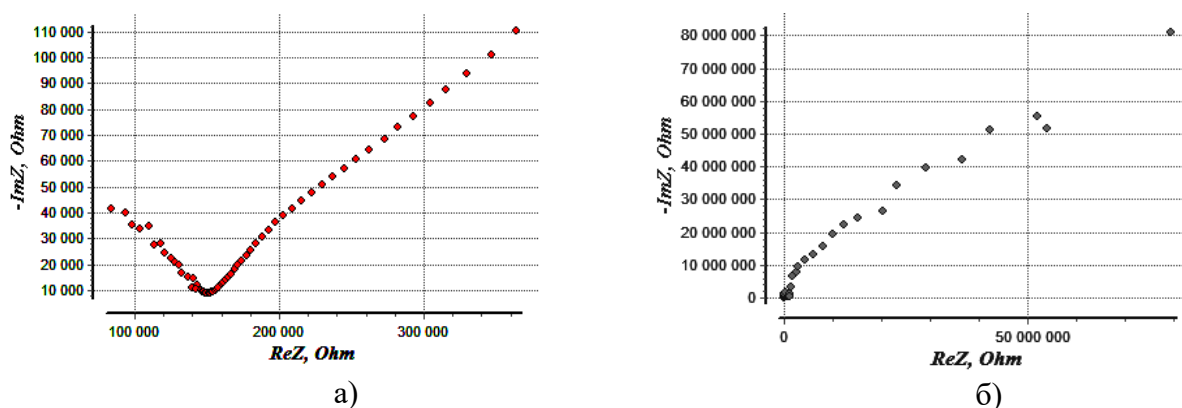 110 000
100 000
90 000
80 000
70 000
60 000
50 000
40 000
30 000
20 000
10 000
-ImZ, Ohm
100 000 200 000 300 000
ReZ, Ohm
а)
80 000 000
70 000 000
60 000 000
50 000 000
40 000 000
30 000 000
20 000 000
10 000 000
0
-ImZ, Ohm
0 50 000 000
ReZ, Ohm
б)